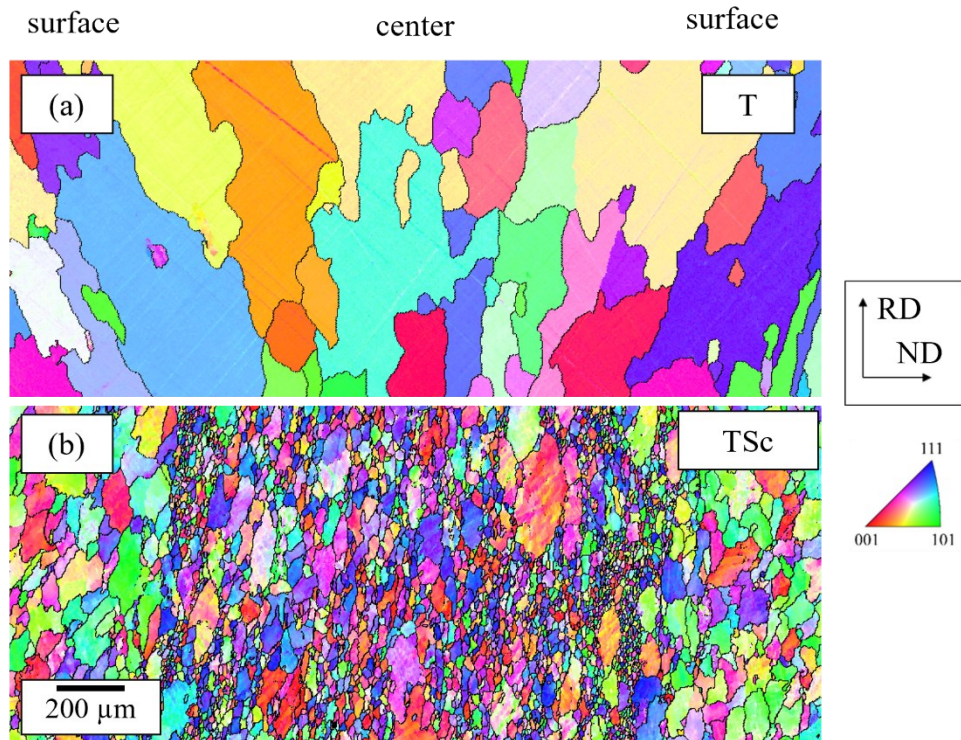 surface center surface
(a) T
RD
ND
(b) TSc
111
001 101
200 µm